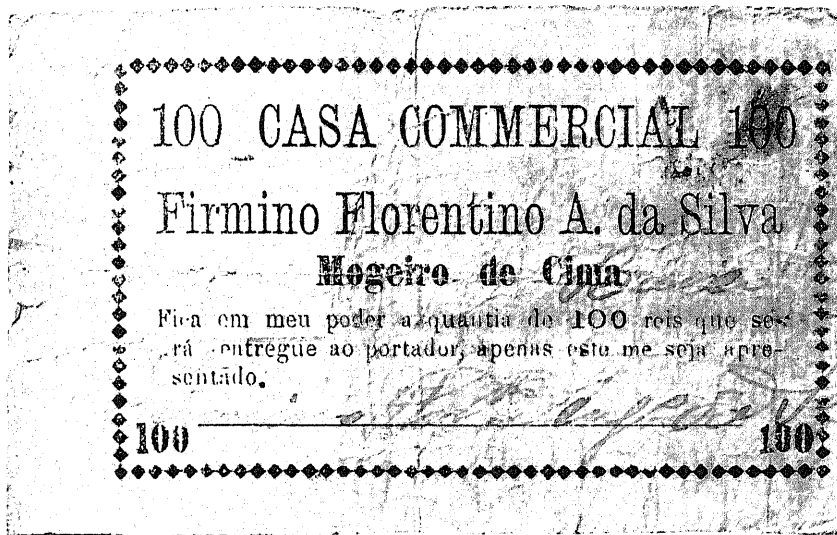 100 CASA COMMERCIAL 100
Firmino Florentino A. da Silva
Mogeiro de Cima
Fica em meu poder a quantia de 100 reis que se-
rá entregue ao portador, apenas este me seja apre-
sentado.
100 100